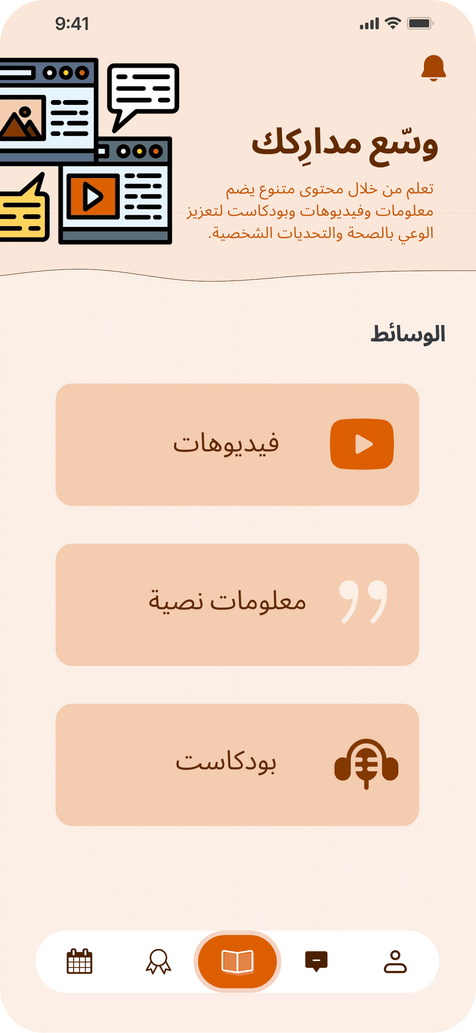 9:41
وسّع مدارِكك
تعلم من خلال محتوى متنوع يضم
معلومات وفيديوهات وبودكاست لتعزيز
الوعي بالصحة والتحديات الشخصية.
الوسائط
فيديوهات
معلومات نصية
بودكاست